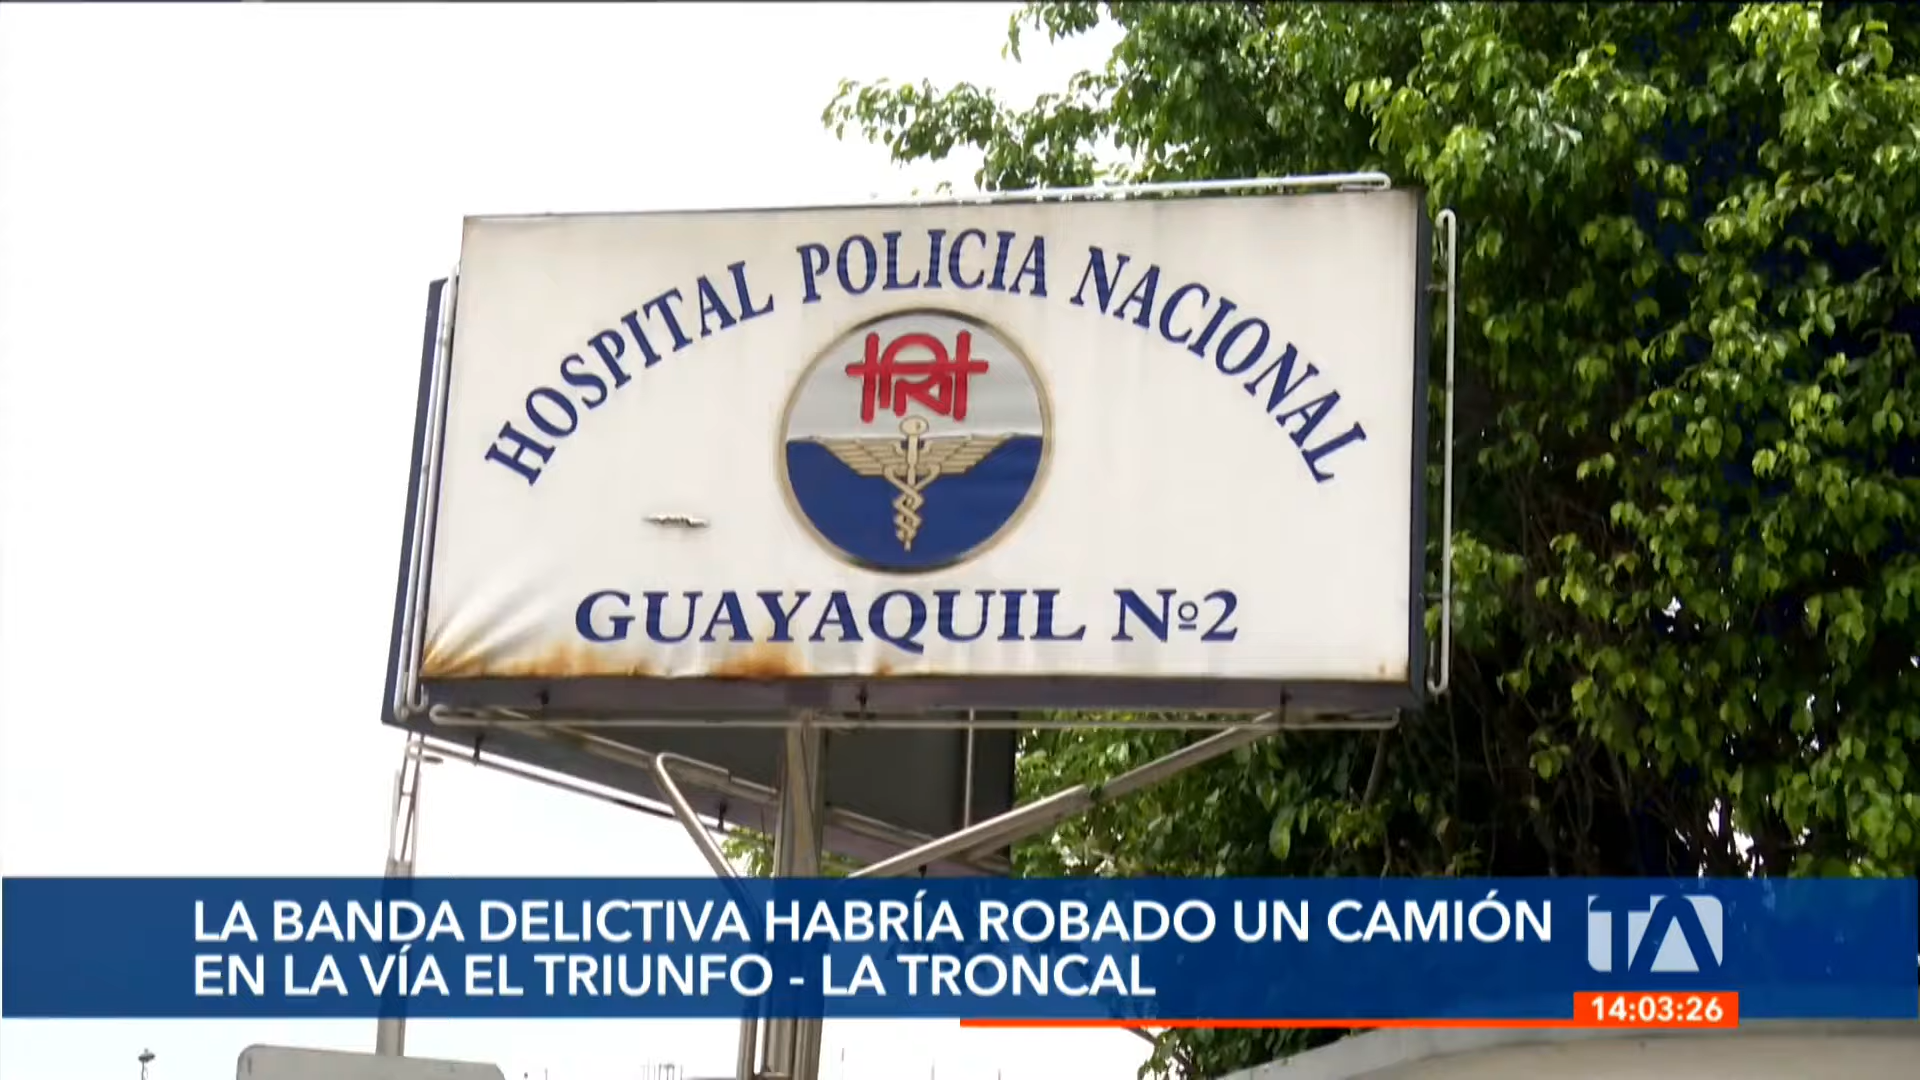 HOSPITAL POLICIA NACIONAL
GUAYAQUIL Nº2
LA BANDA DELICTIVA HABRÍA ROBADO UN CAMIÓN
EN LA VÍA EL TRIUNFO - LA TRONCAL
TA
14:03:26